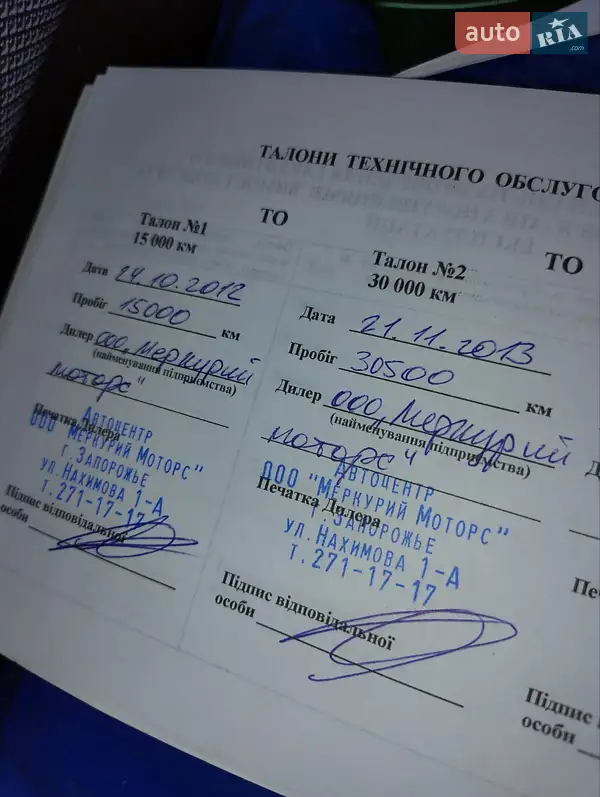 auto RIA .com
ТАЛОНИ ТЕХНІЧНОГО ОБСЛУГО
ТО
Талон №1
15 000 км
Дата 24.10.2012
Пробіг 15000 км
Дилер ООО „Меркурий
(найменування підприємства)
Моторс"
Печатка Дилера
АВТОЦЕНТР
ООО "МЕРКУРИЙ МОТОРС"
Г. ЗАПОРОЖЬЕ
УЛ. НАХИМОВА 1-А
Т. 271-17-17
Підпис відповідальної
особи
ТО
Талон №2
30 000 км
Дата 21.11.2013
Пробіг 30500 км
Дилер ООО „Меркурий
(найменування підприємства)
Моторс"
АВТОЦЕНТР
ООО "МЕРКУРИЙ МОТОРС"
Печатка Дилера
Г. ЗАПОРОЖЬЕ
УЛ. НАХИМОВА 1-А
Т. 271-17-17
Підпис відповідальної
особи
Д
Пе
Підпис
особи